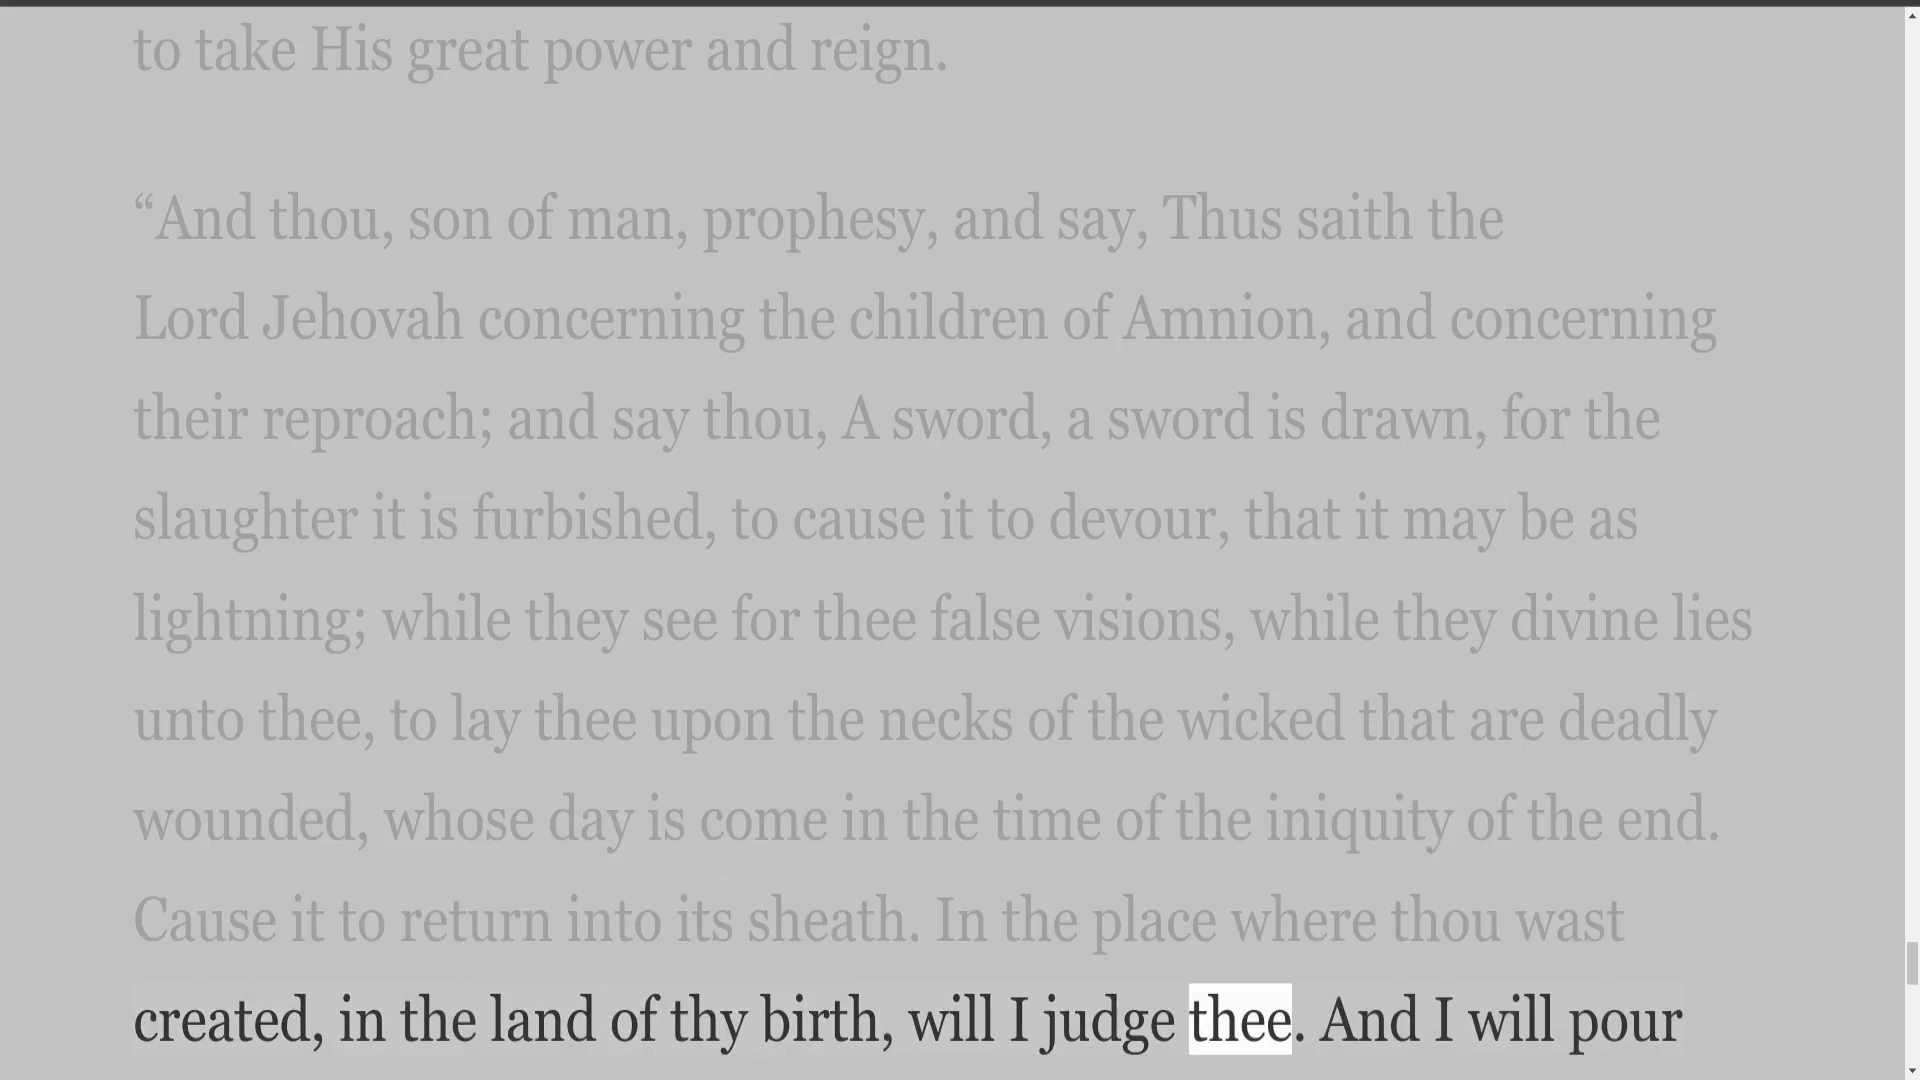 to take His great power and reign.
“And thou, son of man, prophesy, and say, Thus saith the
Lord Jehovah concerning the children of Amnion, and concerning
their reproach; and say thou, A sword, a sword is drawn, for the
slaughter it is furbished, to cause it to devour, that it may be as
lightning; while they see for thee false visions, while they divine lies
unto thee, to lay thee upon the necks of the wicked that are deadly
wounded, whose day is come in the time of the iniquity of the end.
Cause it to return into its sheath. In the place where thou wast
created, in the land of thy birth, will I judge thee. And I will pour